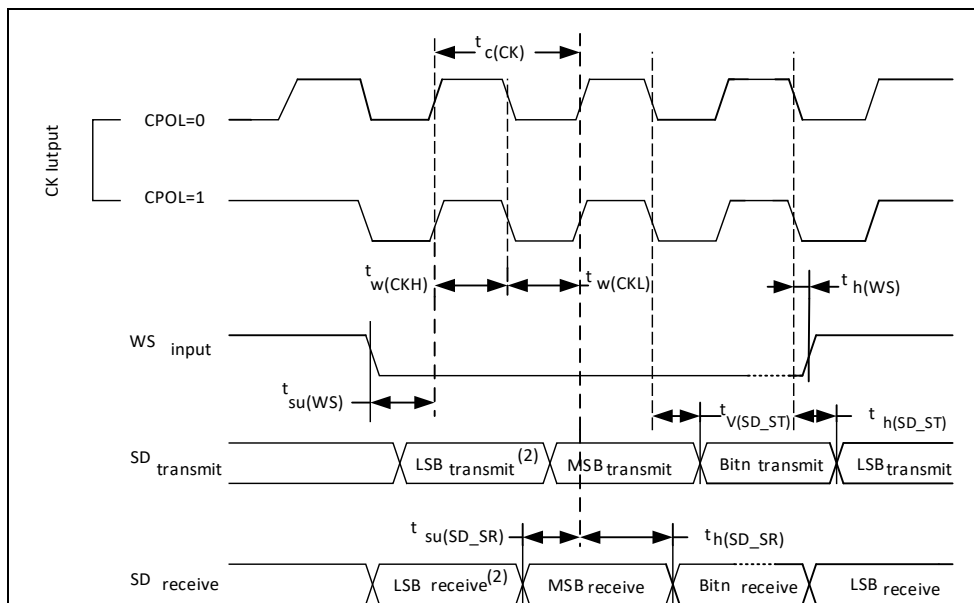 t c(CK)
CK Iutput
CPOL=0
CPOL=1
t w(CKH)
t w(CKL)
t h(WS)
WS input
t su(WS)
t V(SD_ST)
t h(SD_ST)
SD transmit
LSB transmit(2)
MSB transmit
Bitn transmit
LSB transmit
t su(SD_SR)
t h(SD_SR)
SD receive
LSB receive(2)
MSB receive
Bitn receive
LSB receive